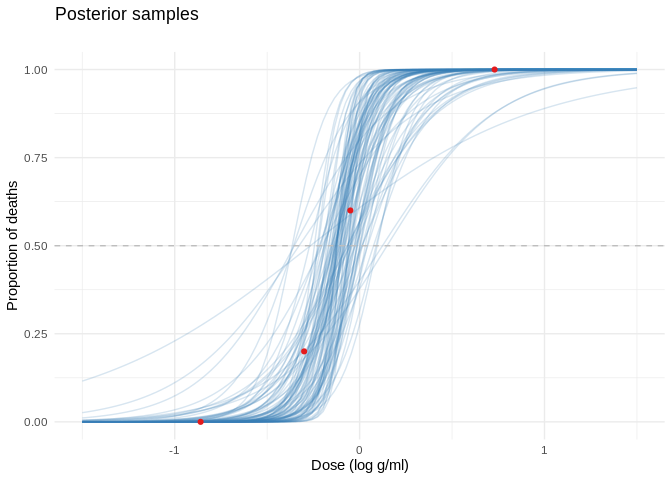 Posterior samples
1.00
0.75
0.50
0.25
0.00
Proportion of deaths
-1
0
1
Dose (log g/ml)